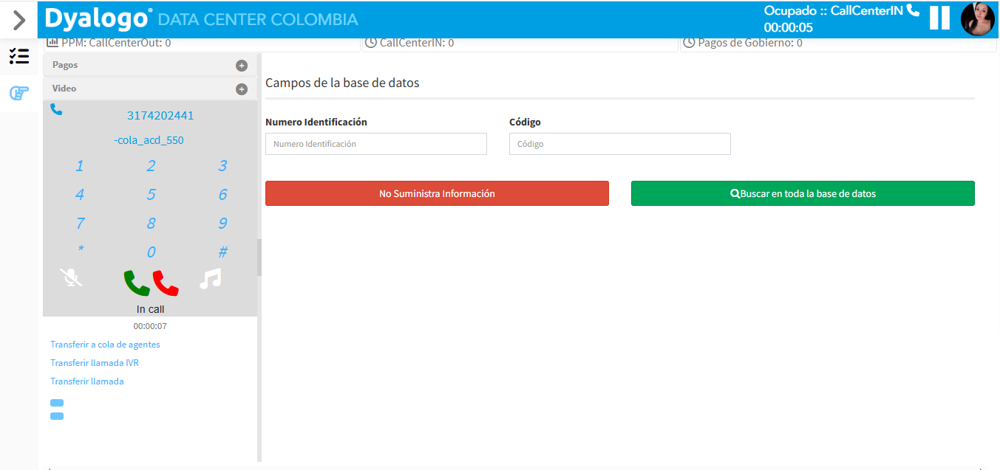 Dyalogo DATA CENTER COLOMBIA
Ocupado :: CallCenterIN
00:00:05
PPM: CallCenterOut: 0
CallCenterIN: 0
Pagos de Gobierno: 0
Pagos
Video
3174202441
-cola_acd_550
1 2 3
4 5 6
7 8 9
* 0 #
In call
00:00:07
Transferir a cola de agentes
Transferir llamada IVR
Transferir llamada
Campos de la base de datos
Numero Identificación
Código
Numero Identificación
Código
No Suministra Información
Buscar en toda la base de datos